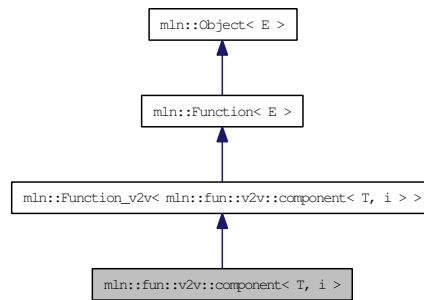 mln::Object< E >
mln::Function< E >
mln::Function_v2v< mln::fun::v2v::component< T, i > >
mln::fun::v2v::component< T, i >